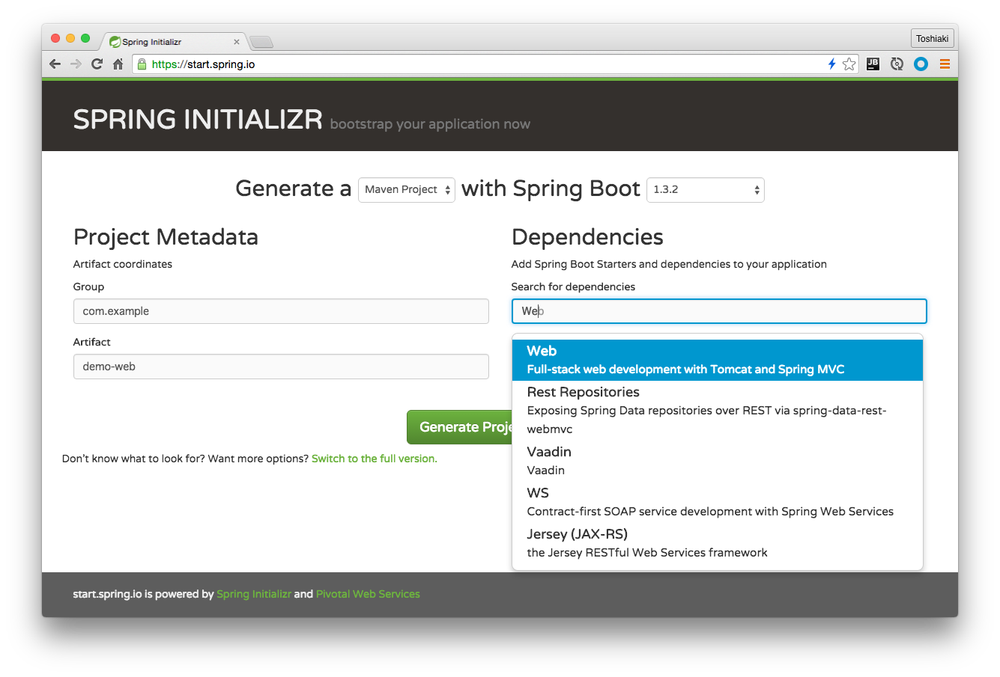 Spring Initializr
Toshiaki
https://start.spring.io
JB
SPRING INITIALIZR bootstrap your application now
Generate a Maven Project with Spring Boot 1.3.2
Project Metadata
Artifact coordinates
Group
com.example
Artifact
demo-web
Dependencies
Add Spring Boot Starters and dependencies to your application
Search for dependencies
Web
Web
Full-stack web development with Tomcat and Spring MVC
Rest Repositories
Exposing Spring Data repositories over REST via spring-data-rest-
webmvc
Vaadin
Vaadin
WS
Contract-first SOAP service development with Spring Web Services
Jersey (JAX-RS)
the Jersey RESTful Web Services framework
Generate Proje
Don't know what to look for? Want more options? Switch to the full version.
start.spring.io is powered by Spring Initializr and Pivotal Web Services